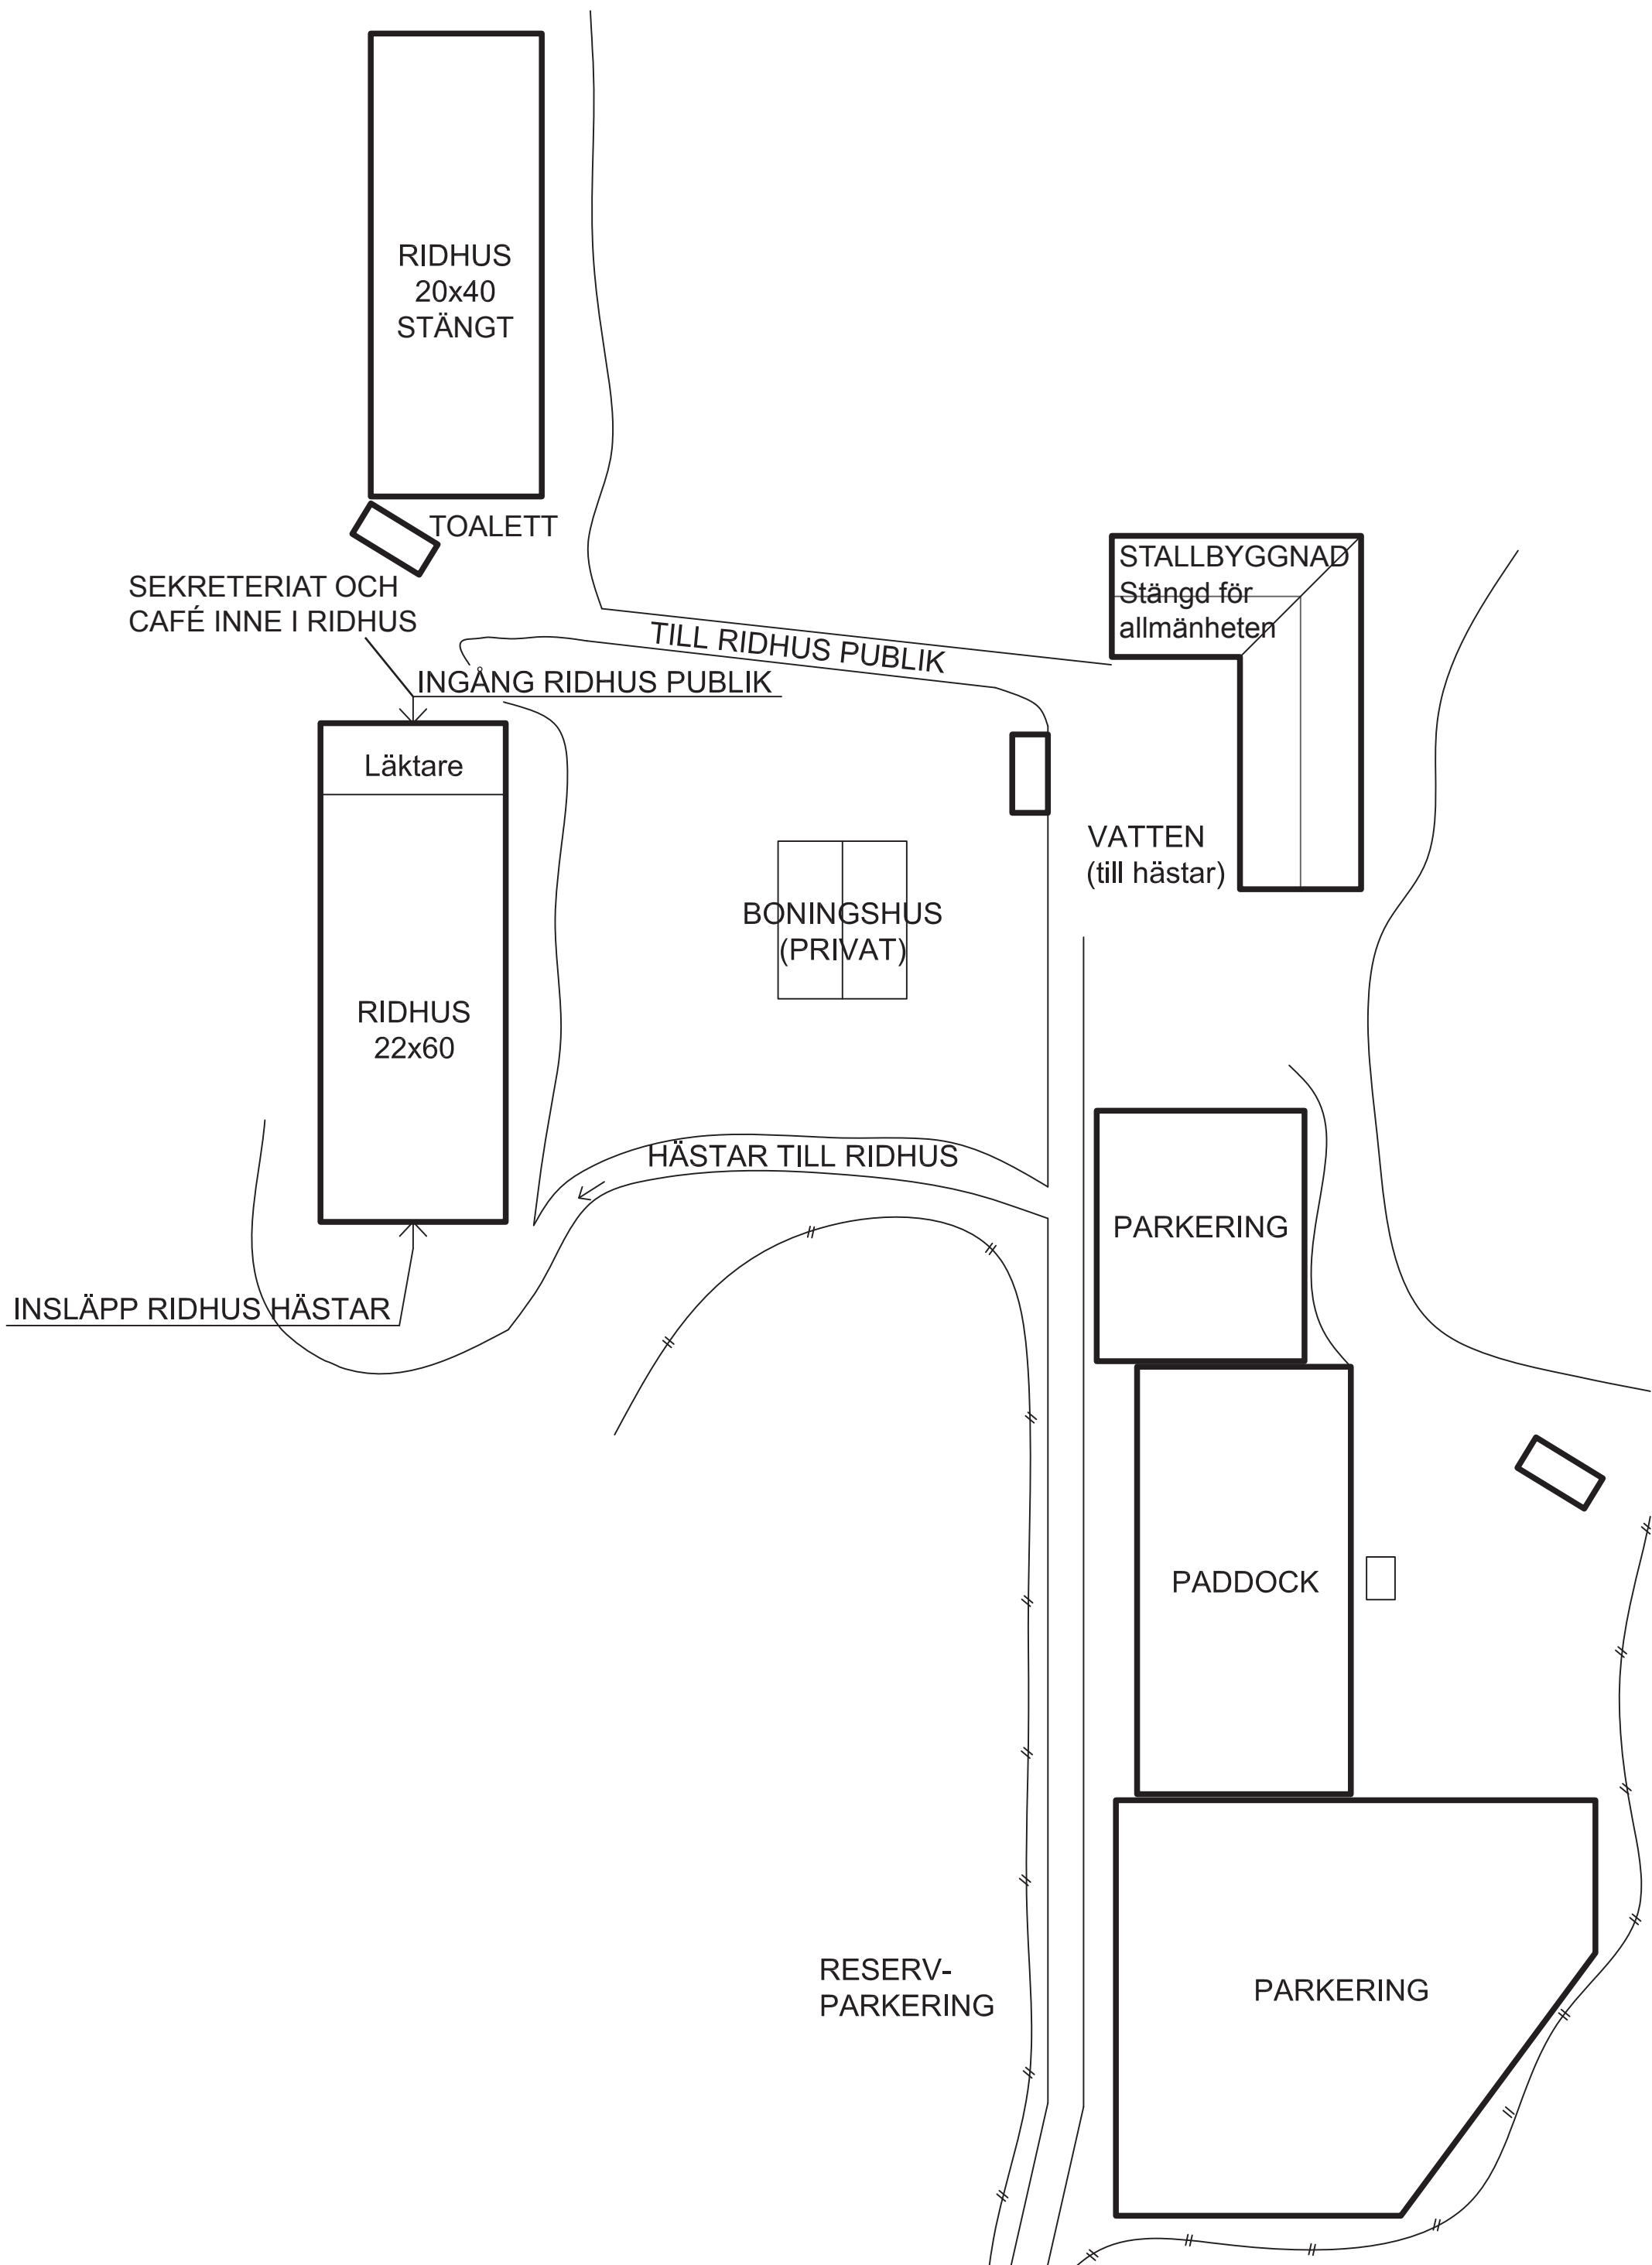 RIDHUS
20x40
STÄNGT
TOALETT
SEKRETERIAT OCH
CAFÉ INNE I RIDHUS
STALLBYGGNAD
Stängd för
allmänheten
TILL RIDHUS PUBLIK
INGÅNG RIDHUS PUBLIK
Läktare
VATTEN
(till hästar)
BONINGSHUS
(PRIVAT)
RIDHUS
22x60
HÄSTAR TILL RIDHUS
PARKERING
INSLÄPP RIDHUS HÄSTAR
PADDOCK
RESERV-
PARKERING
PARKERING